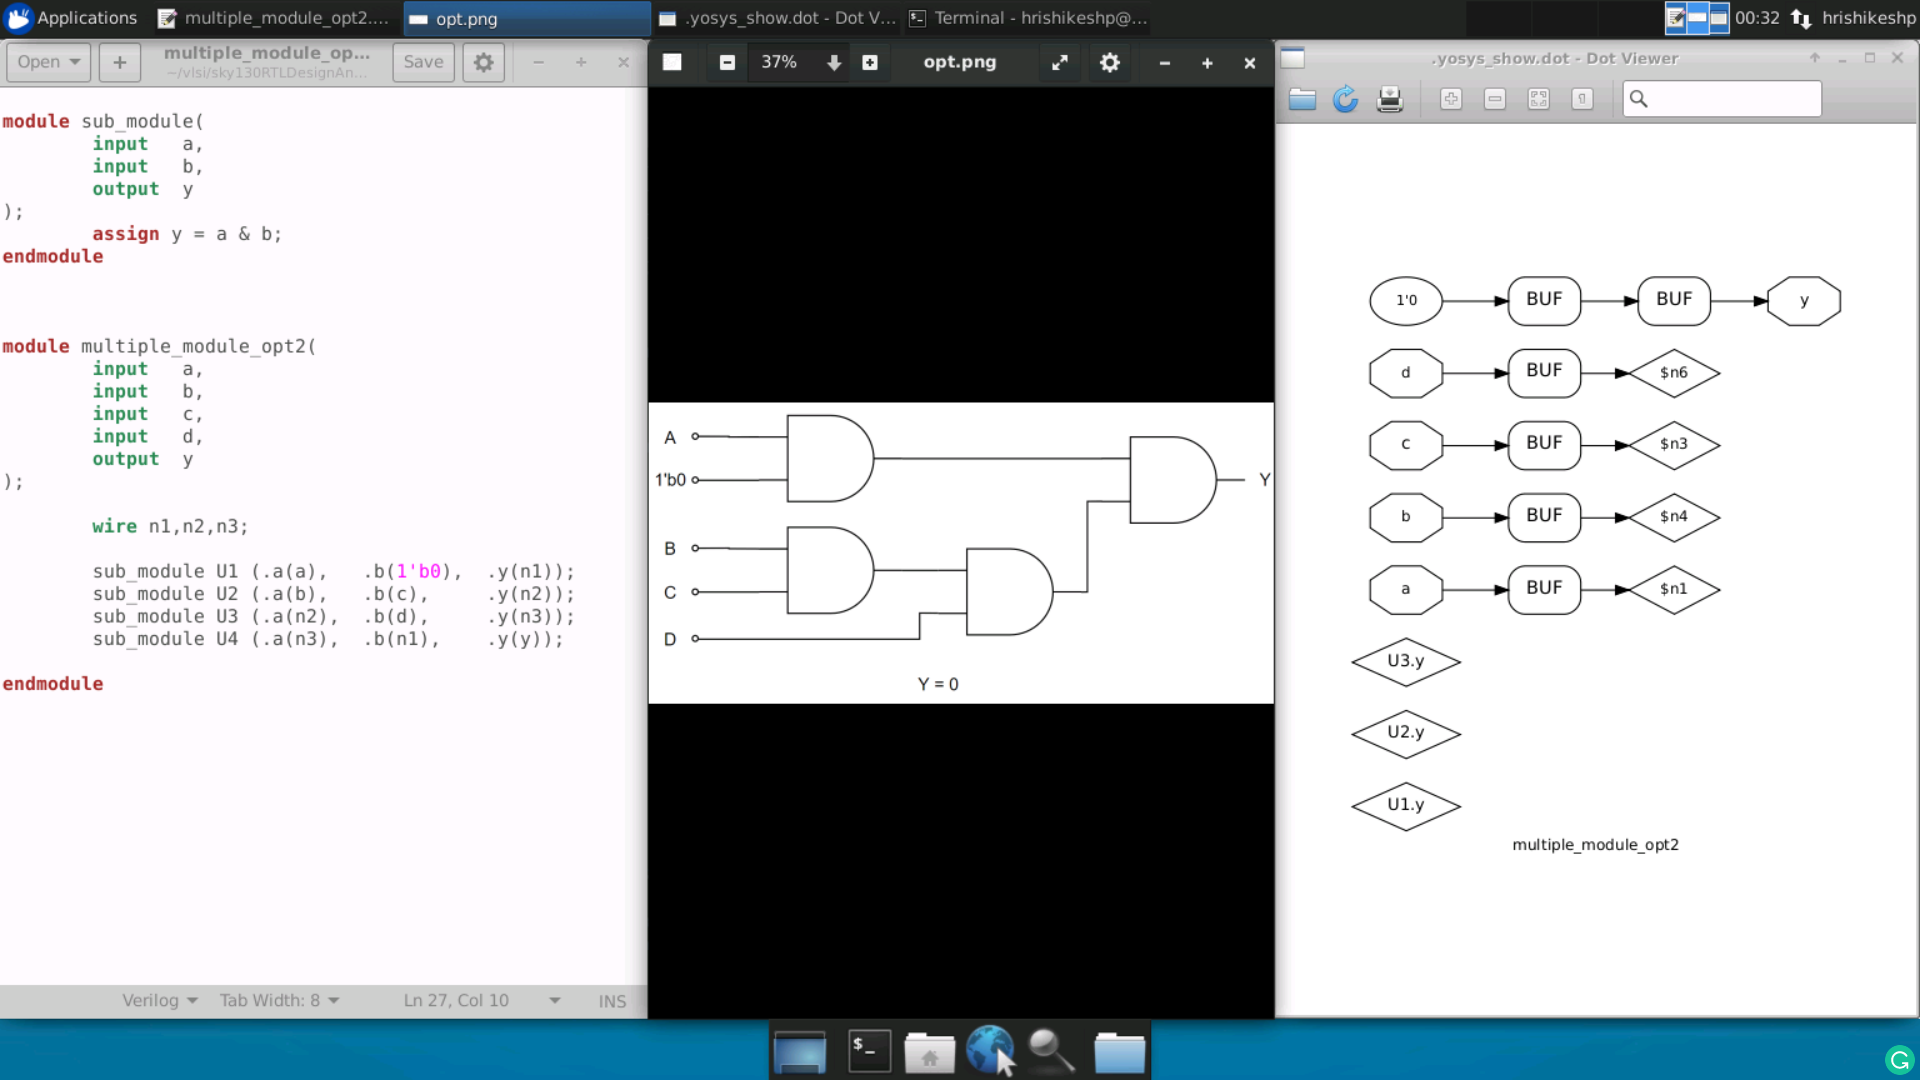 Applications
multiple_module_opt2....
opt.png
.yosys_show.dot - Dot V...
Terminal - hrishikeshp@...
00:32
hrishikeshp
Open
multiple_module_op...
~/vlsi/sky130RTLDesignAn...
Save
module sub_module(
input a,
input b,
output y
);
assign y = a & b;
endmodule
module multiple_module_opt2(
input a,
input b,
input c,
input d,
output y
);
wire n1,n2,n3;
sub_module U1 (.a(a), .b(1'b0), .y(n1));
sub_module U2 (.a(b), .b(c), .y(n2));
sub_module U3 (.a(n2), .b(d), .y(n3));
sub_module U4 (.a(n3), .b(n1), .y(y));
endmodule
Verilog
Tab Width: 8
Ln 27, Col 10
INS
37%
opt.png
A
1'b0
Y
B
C
D
Y = 0
.yosys_show.dot - Dot Viewer
1'0 BUF BUF y
d BUF $n6
c BUF $n3
b BUF $n4
a BUF $n1
U3.y
U2.y
U1.y
multiple_module_opt2
$_